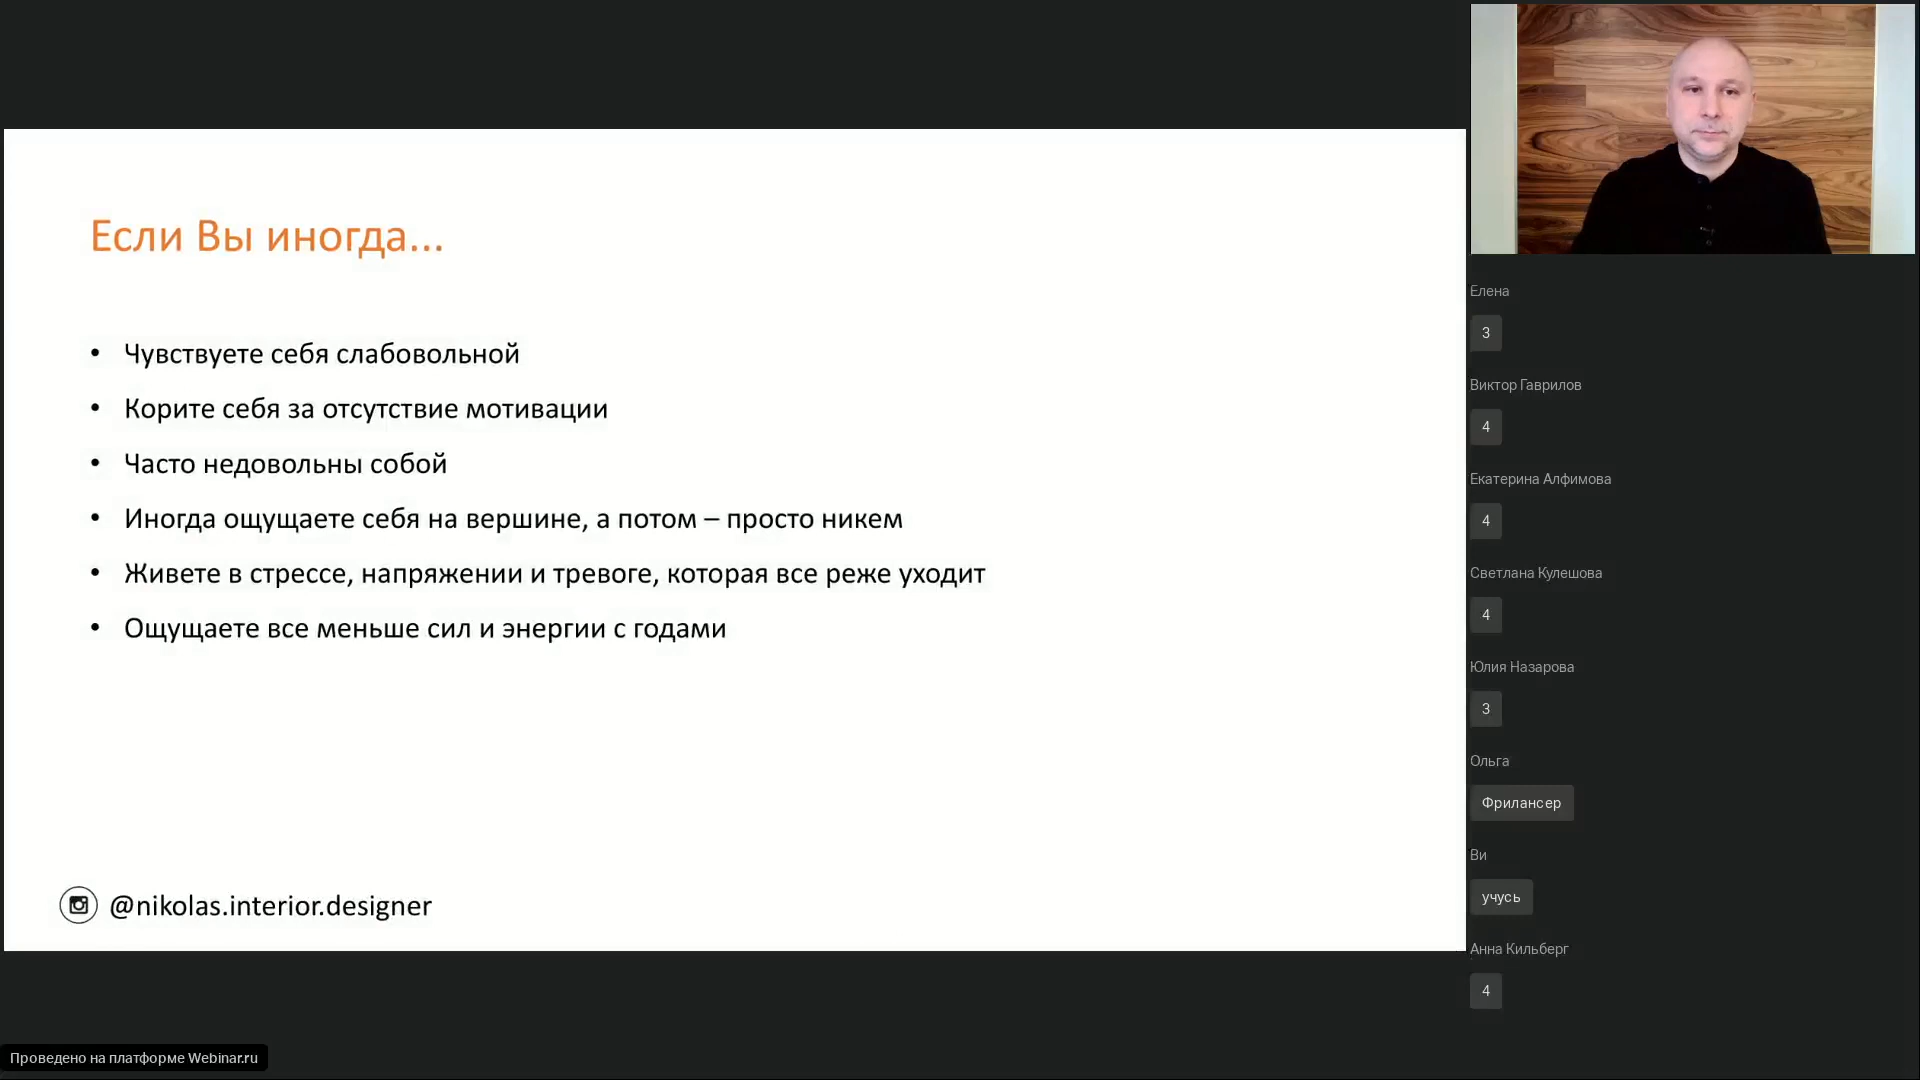 Если Вы иногда...
• Чувствуете себя слабовольной
• Корите себя за отсутствие мотивации
• Часто недовольны собой
• Иногда ощущаете себя на вершине, а потом – просто никем
• Живете в стрессе, напряжении и тревоге, которая все реже уходит
• Ощущаете все меньше сил и энергии с годами
@nikolas.interior.designer
Елена
3
Виктор Гаврилов
4
Екатерина Алфимова
4
Светлана Кулешова
4
Юлия Назарова
3
Ольга
Фрилансер
Ви
учусь
Анна Кильберг
4
Проведено на платформе Webinar.ru